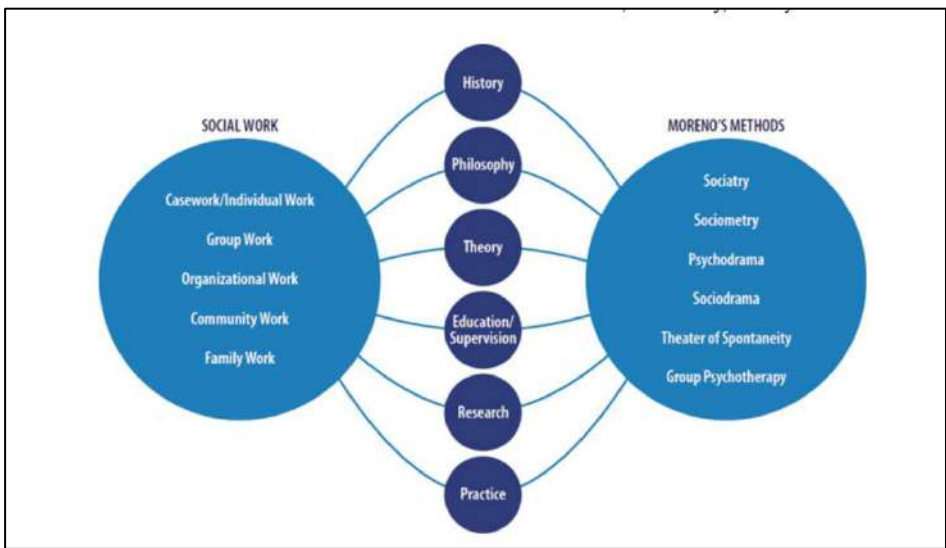 History
SOCIAL WORK
MORENO'S METHODS
Philosophy
Casework/Individual Work
Group Work
Organizational Work
Community Work
Family Work
Theory
Education/
Supervision
Research
Practice
Sociatry
Sociometry
Psychodrama
Sociodrama
Theater of Spontaneity
Group Psychotherapy